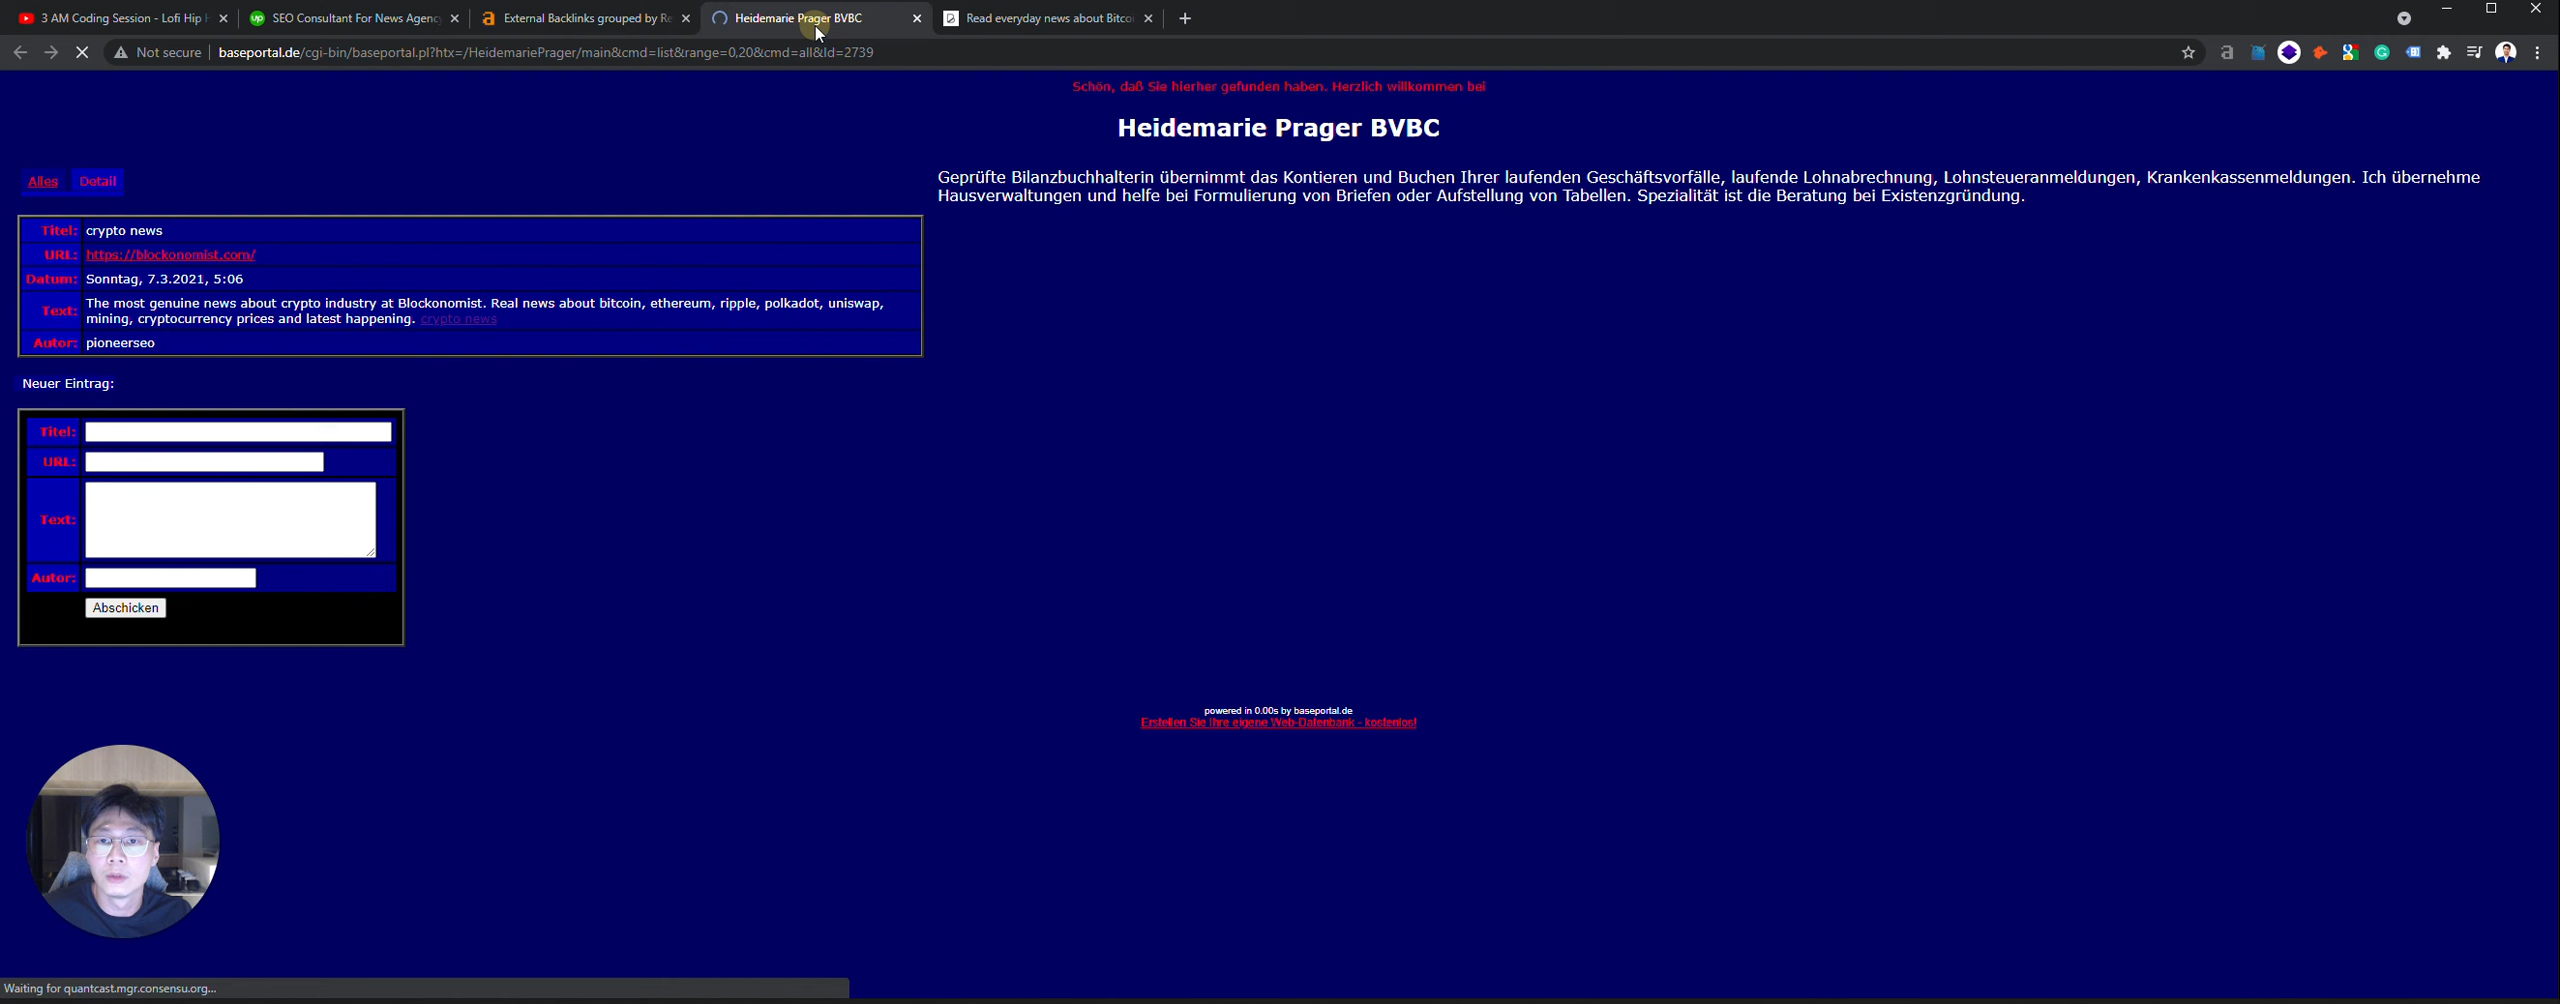 3 AM Coding Session - Lofi Hip H
SEO Consultant For News Agency
External Backlinks grouped by Re
Heidemarie Prager BVBC
Read everyday news about Bitcoi
Not secure
baseportal.de/cgi-bin/baseportal.pl?htx=/HeidemariePrager/main&cmd=list&range=0,20&cmd=all&Id=2739
Schön, daß Sie hierher gefunden haben. Herzlich willkommen bei
Heidemarie Prager BVBC
Alles Detail
Geprüfte Bilanzbuchhalterin übernimmt das Kontieren und Buchen Ihrer laufenden Geschäftsvorfälle, laufende Lohnabrechnung, Lohnsteueranmeldungen, Krankenkassenmeldungen. Ich übernehme
Hausverwaltungen und helfe bei Formulierung von Briefen oder Aufstellung von Tabellen. Spezialität ist die Beratung bei Existenzgründung.
Titel: crypto news
URL: https://blockonomist.com/
Datum: Sonntag, 7.3.2021, 5:06
Text: The most genuine news about crypto industry at Blockonomist. Real news about bitcoin, ethereum, ripple, polkadot, uniswap,
mining, cryptocurrency prices and latest happening. crypto news
Autor: pioneerseo
Neuer Eintrag:
Titel:
URL:
Text:
Autor:
Abschicken
powered in 0.00s by baseportal.de
Erstellen Sie Ihre eigene Web-Datenbank - kostenlos!
Waiting for quantcast.mgr.consensu.org...